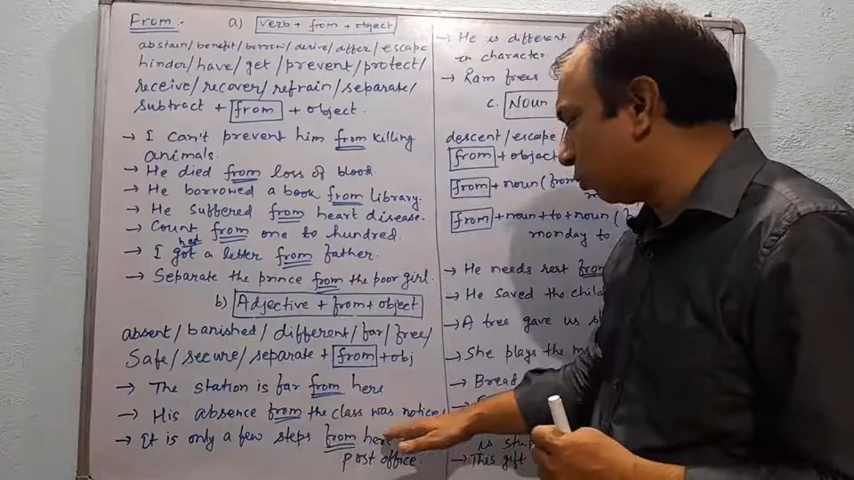 From :-
a) verb + from + object
abstain/benefit/borrow/derive/differ/escape
hinder/have/get/prevent/protect/
receive/recover/refrain/separate/
subtract + from + object
→ I can't prevent him from killing
animals.
→ He died from loss of blood.
→ He borrowed a book from library.
→ He suffered from heart disease.
→ Count from one to hundred.
→ I got a letter from father.
→ Separate the prince from the poor girl.
b) Adjective + from + object
absent/banished/different/far/free/
safe/secure/separate + from + obj
→ The station is far from here
→ His absence from the class was notice
→ It is only a few steps from here
post office.
→ He is different
on character
→ Ram frees
c. Noun
descent/escape
from + object
from + noun
from + noun + to + noun
monday to
→ He needs rest from
→ He saved the child
→ A tree gave us
→ She plays the
→ Bread
is
→ This gift